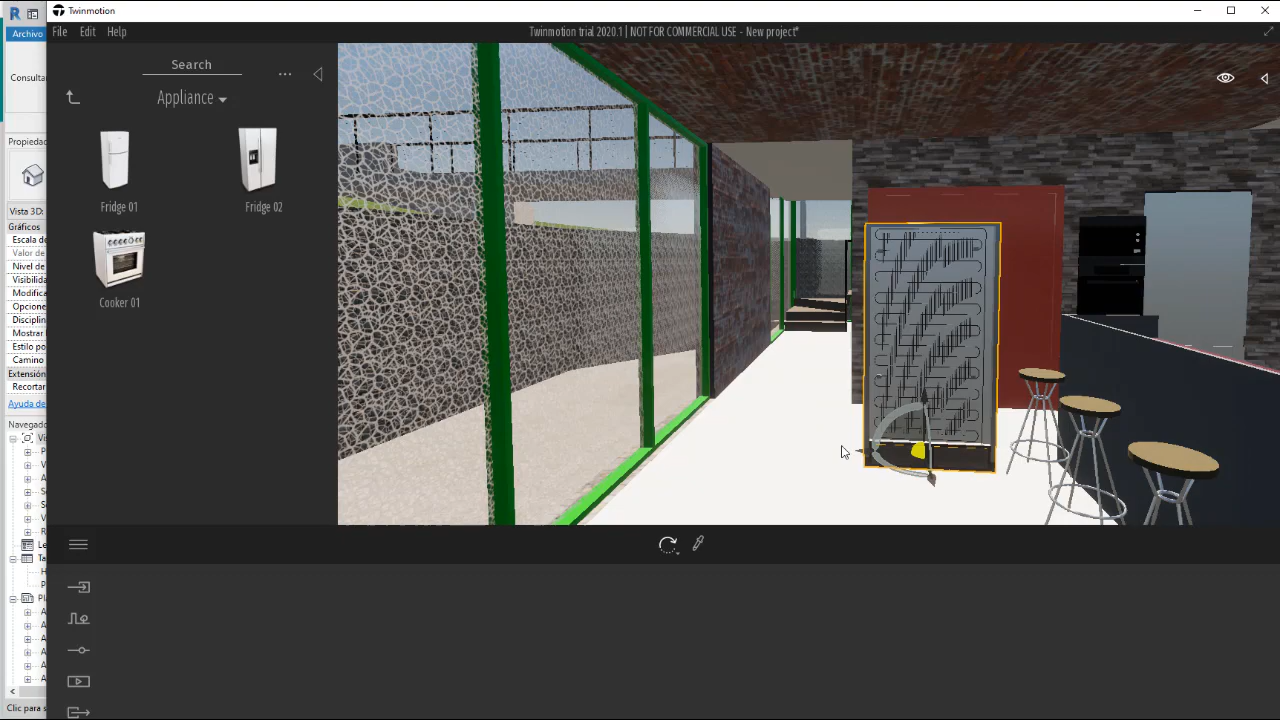 Twinmotion
Archivo
File Edit Help
Twinmotion trial 2020.1 | NOT FOR COMMERCIAL USE - New project*
Consultar
Search
Appliance
Propiedad
Fridge 01
Fridge 02
Vista 3D:
Gráficos
Escala de
Valor de
Nivel de
Visibilida
Modifica
Opcione
Disciplin
Mostrar
Estilo po
Camino
Extensión
Recortar
Cooker 01
Ayuda de
Navegado
Clic para s